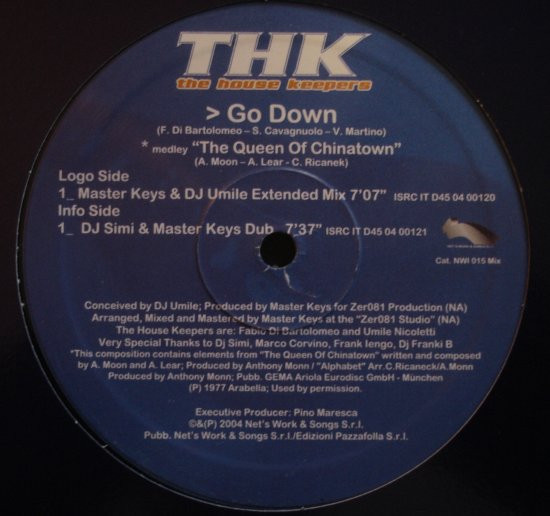 THK
the house keepers
> Go Down
(F. Di Bartolomeo – S. Cavagnuolo – V. Martino)
* medley "The Queen Of Chinatown"
(A. Moon – A. Lear - C. Ricanek)
Logo Side
1_ Master Keys & DJ Umile Extended Mix 7'07" ISRC IT D45 04 00120
Info Side
1_ DJ Simi & Master Keys Dub 7'37" ISRC IT D45 04 00121
Cat. NWI 015 Mix
Conceived by DJ Umile; Produced by Master Keys for Zer081 Production (NA)
Arranged, Mixed and Mastered by Master Keys at the "Zer081 Studio" (NA)
The House Keepers are: Fabio Di Bartolomeo and Umile Nicoletti
Very Special Thanks to Dj Simi, Marco Corvino, Frank Iengo, Dj Franki B
*This composition contains elements from "The Queen Of Chinatown" written and composed
by A. Moon and A. Lear; Produced by Anthony Monn / "Alphabet" Arr.C.Ricaneck/A.Monn
Produced by Anthony Monn; Pubb. GEMA Ariola Eurodisc GmbH - München
(P) 1977 Arabella; Used by permission.
Executive Producer: Pino Maresca
©&(P) 2004 Net's Work & Songs S.r.l.
Pubb. Net's Work & Songs S.r.l./Edizioni Pazzafolla S.r.l.